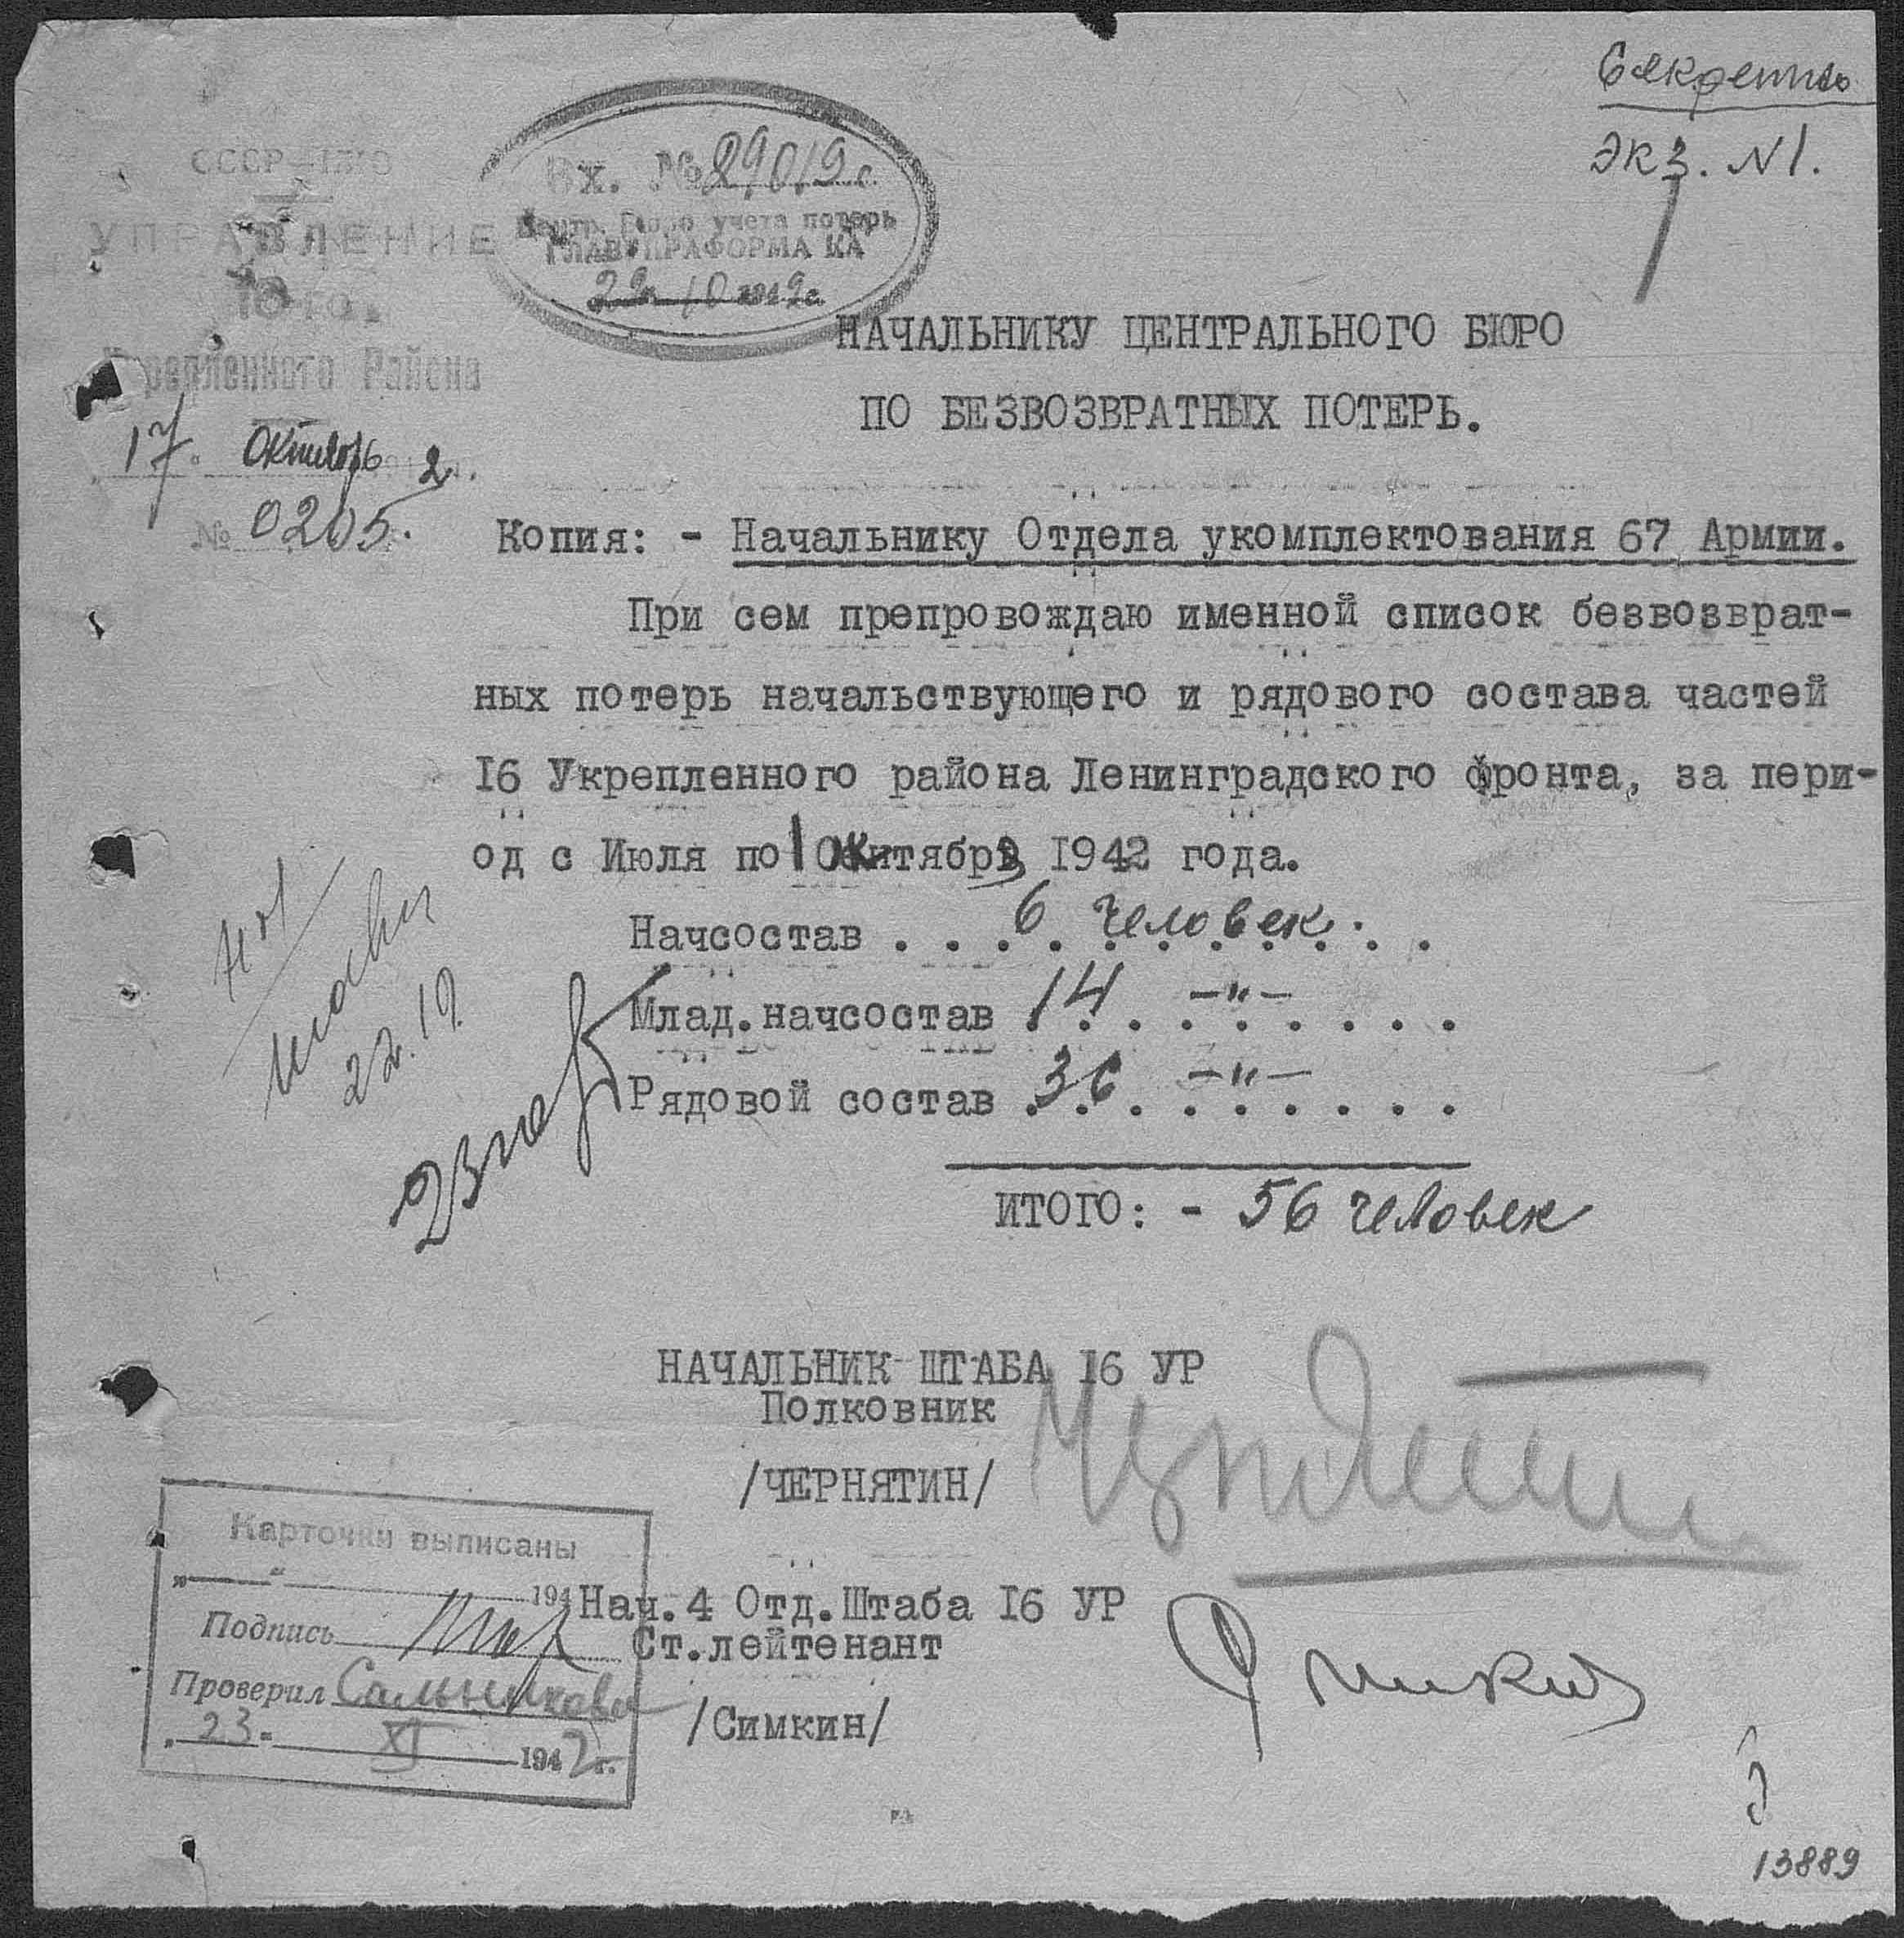 Секретно
Экз. №1.
СССР-НКО
УПРАВЛЕНИЕ
16-го
Укрепленного Района
17 Октябр 2
№ 0205.
Вх. № 29019с
Центр. Бюро учета потерь
ГЛАВУПРАФОРМА КА
22 10 1942г
НАЧАЛЬНИКУ ЦЕНТРАЛЬНОГО БЮРО
ПО БЕЗВОЗВРАТНЫХ ПОТЕРЬ.
Копия: - Начальнику Отдела укомплектования 67 Армии.
При сем препровождаю именной список безвозврат-
ных потерь начальствующего и рядового состава частей
16 Укрепленного района Ленинградского фронта, за пери-
од с Июля по 1 Октября 1942 года.
Начсостав . . . 6 человек . . .
Млад.начсостав . 14 -"- . . . .
Рядовой состав . 36 -"- . . . .
ИТОГО: - 56 человек
22.10
НАЧАЛЬНИК ШТАБА 16 УР
Полковник
/ЧЕРНЯТИН/
Нач.4 Отд.Штаба 16 УР
Ст.лейтенант
/Симкин/
Карточки выписаны
„ — “ 194
Подпись
Проверил Сальникова
„ 23 " XI 1942г.
13889